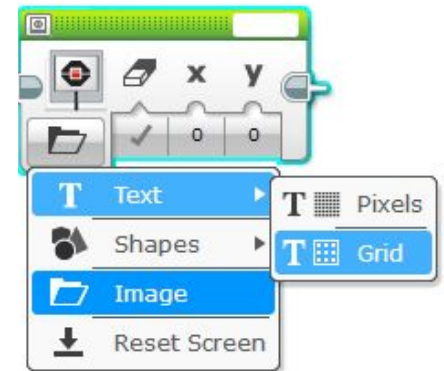 x y
0 0
Text
Pixels
Shapes
Grid
Image
Reset Screen